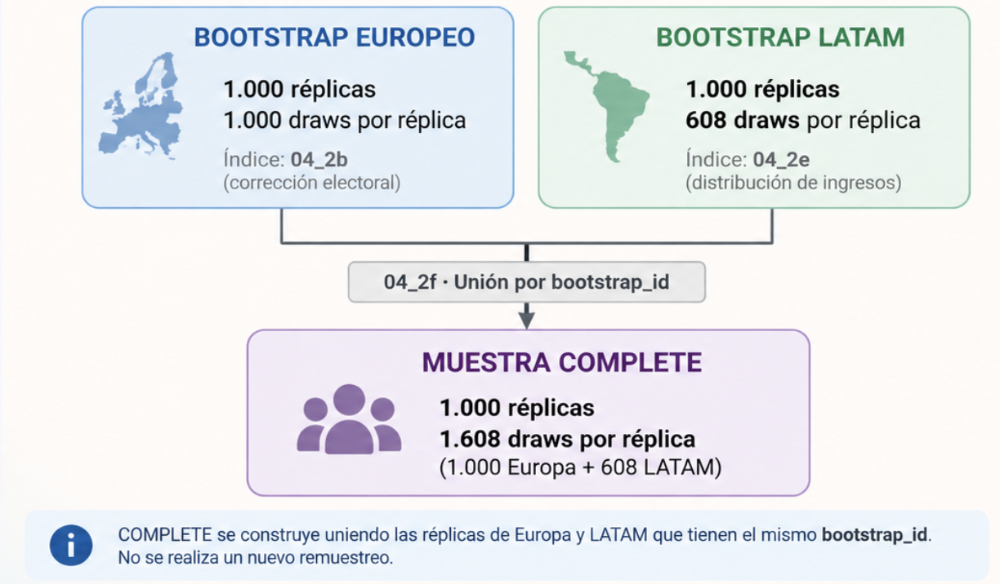 BOOTSTRAP EUROPEO
1.000 réplicas
1.000 draws por réplica
Índice: 04_2b
(corrección electoral)
BOOTSTRAP LATAM
1.000 réplicas
608 draws por réplica
Índice: 04_2e
(distribución de ingresos)
04_2f · Unión por bootstrap_id
MUESTRA COMPLETE
1.000 réplicas
1.608 draws por réplica
(1.000 Europa + 608 LATAM)
i
COMPLETE se construye uniendo las réplicas de Europa y LATAM que tienen el mismo bootstrap_id.
No se realiza un nuevo remuestreo.